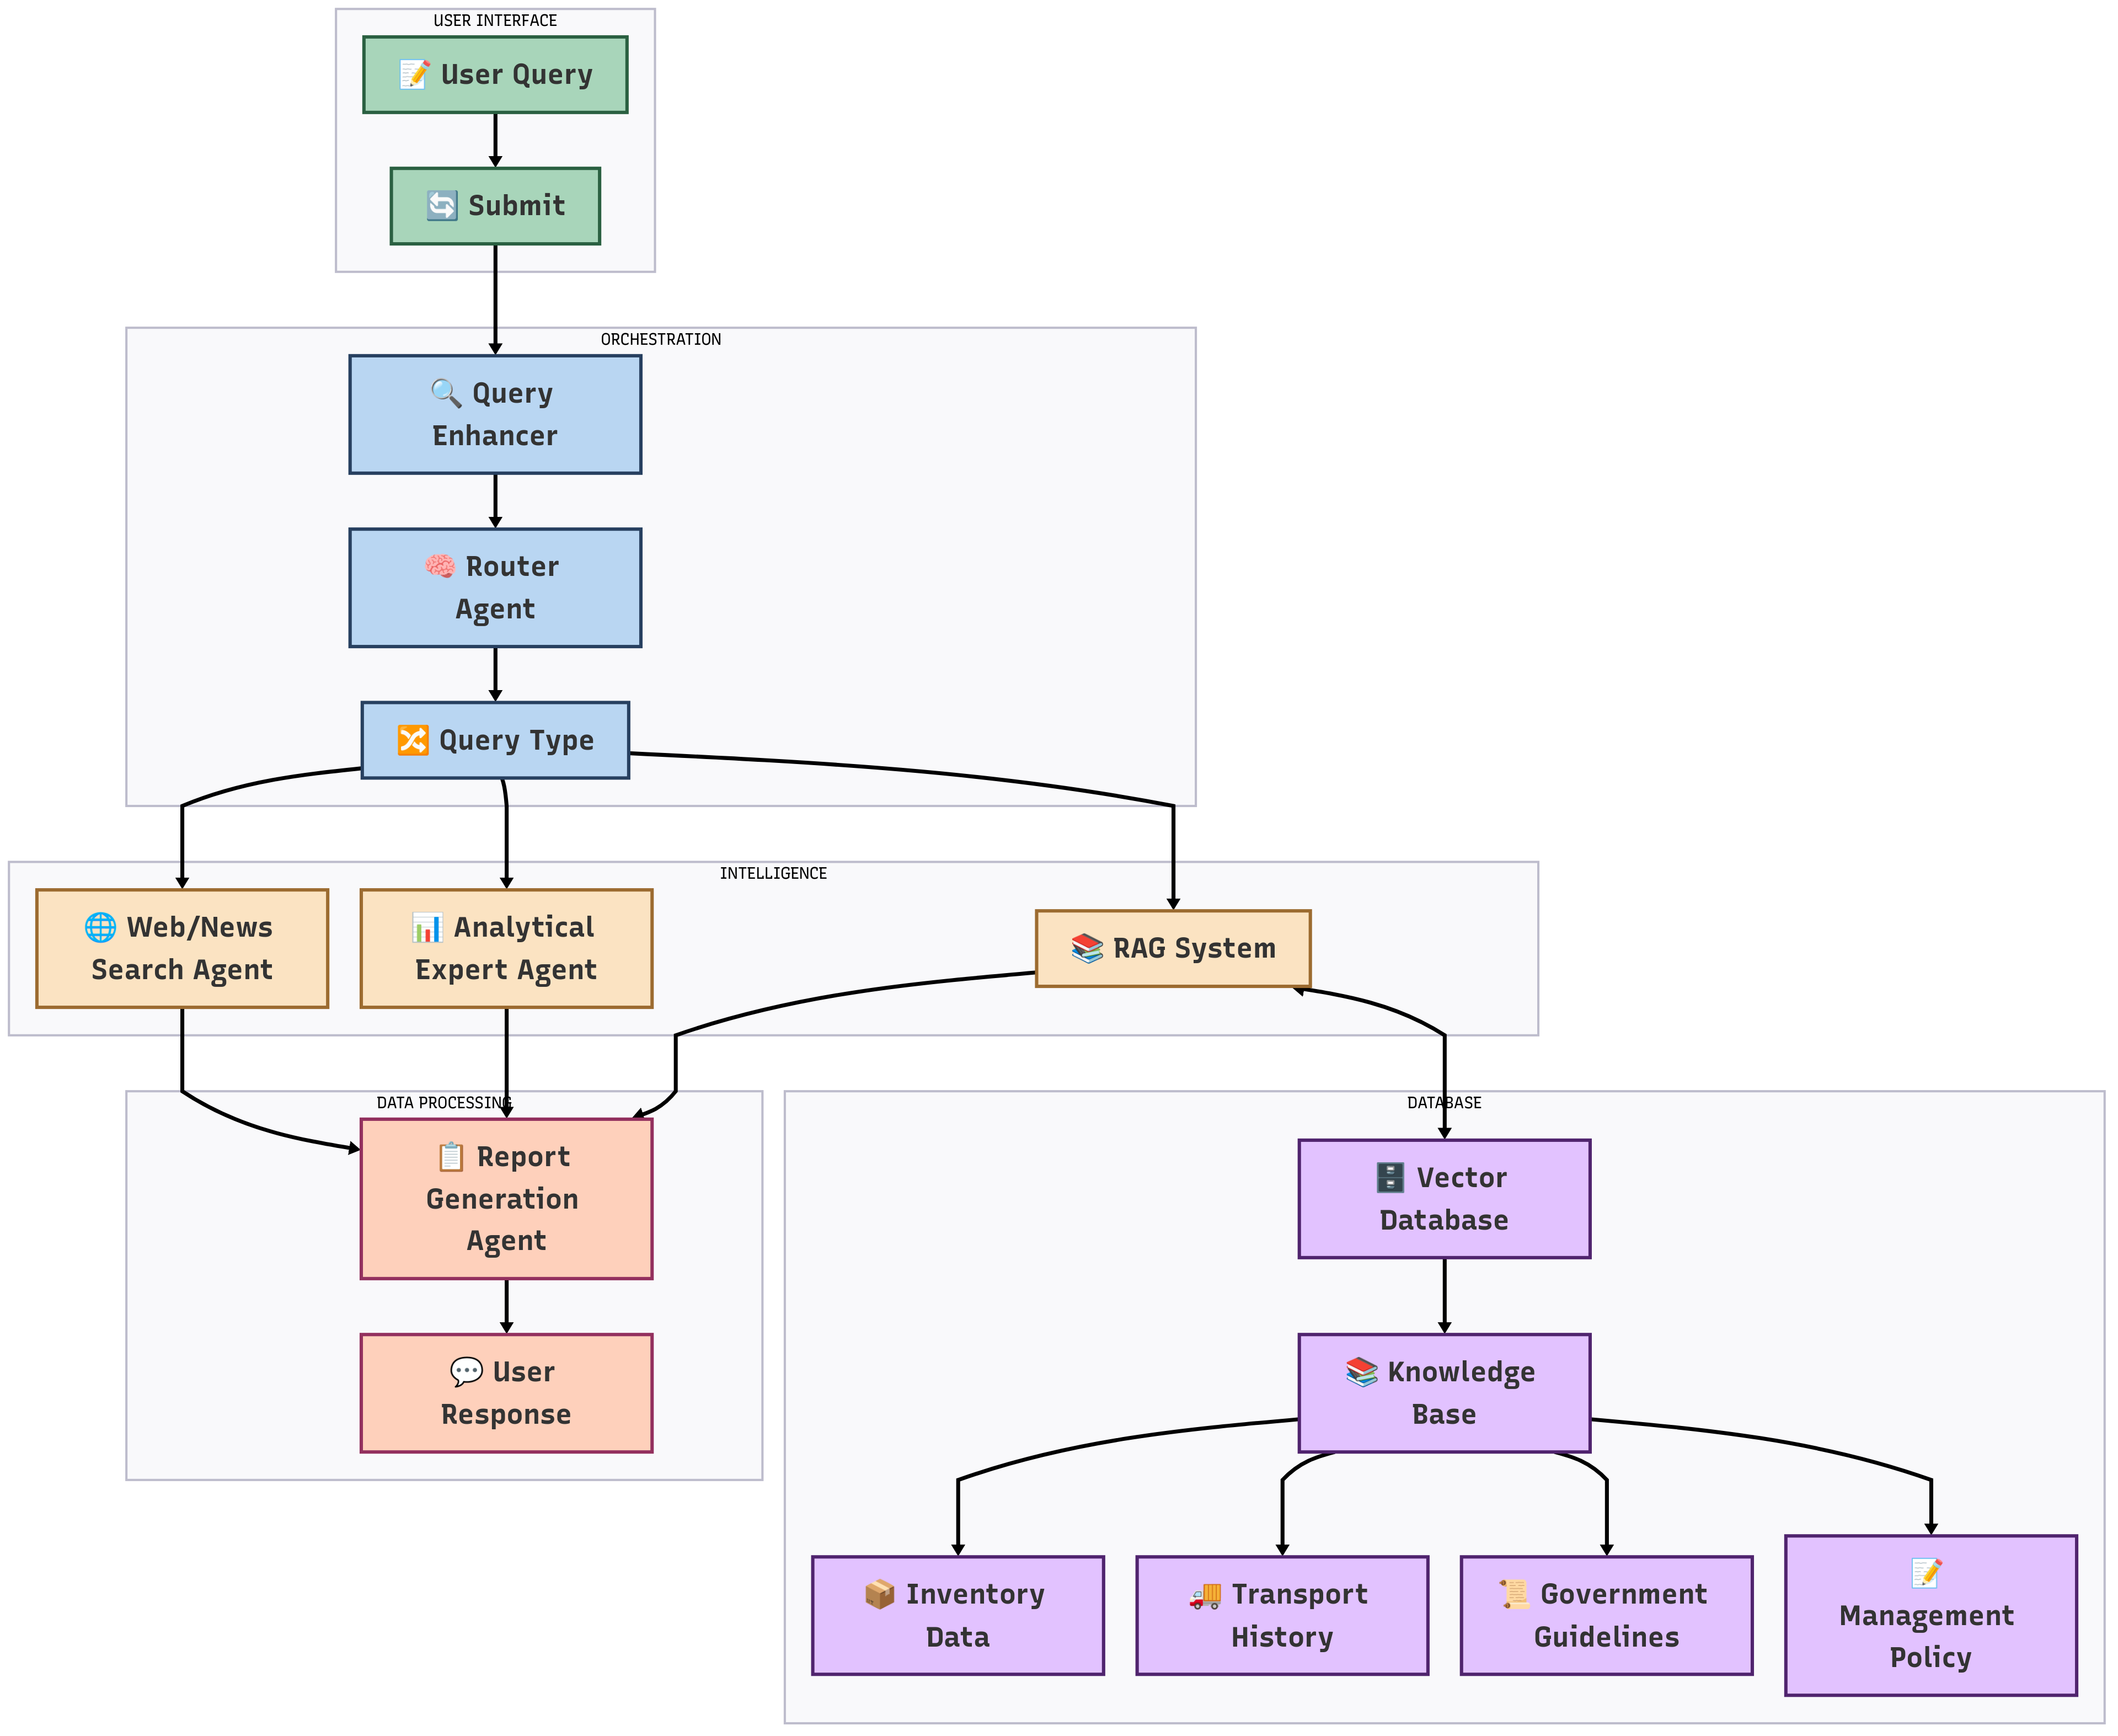 USER INTERFACE
📝 User Query
🔄 Submit
ORCHESTRATION
🔍 Query
Enhancer
🧠 Router
Agent
🔀 Query Type
INTELLIGENCE
🌐 Web/News
Search Agent
📊 Analytical
Expert Agent
📚 RAG System
DATA PROCESSING
📋 Report
Generation
Agent
💬 User
Response
DATABASE
🗄️ Vector
Database
📚 Knowledge
Base
📦 Inventory
Data
🚚 Transport
History
📜 Government
Guidelines
📝
Management
Policy